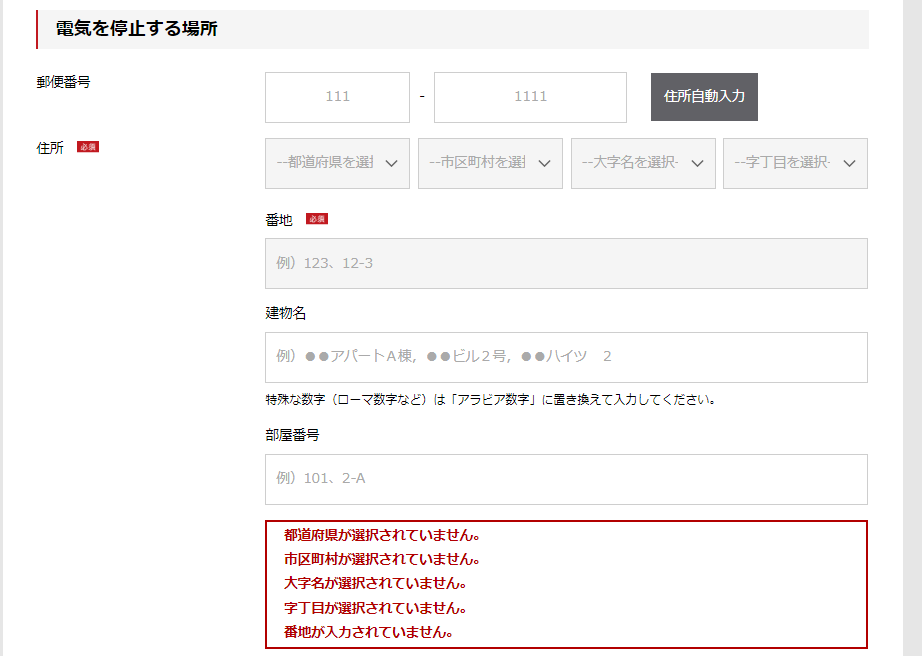 電気を停止する場所
郵便番号
111 - 1111 住所自動入力
住所 必須
--都道府県を選択 --市区町村を選 --大字名を選択- --字丁目を選択-
番地 必須
例）123、12-3
建物名
例）●●アパートＡ棟，●●ビル２号，●●ハイツ　２
特殊な数字（ローマ数字など）は「アラビア数字」に置き換えて入力してください。
部屋番号
例）101、2-A
都道府県が選択されていません。
市区町村が選択されていません。
大字名が選択されていません。
字丁目が選択されていません。
番地が入力されていません。